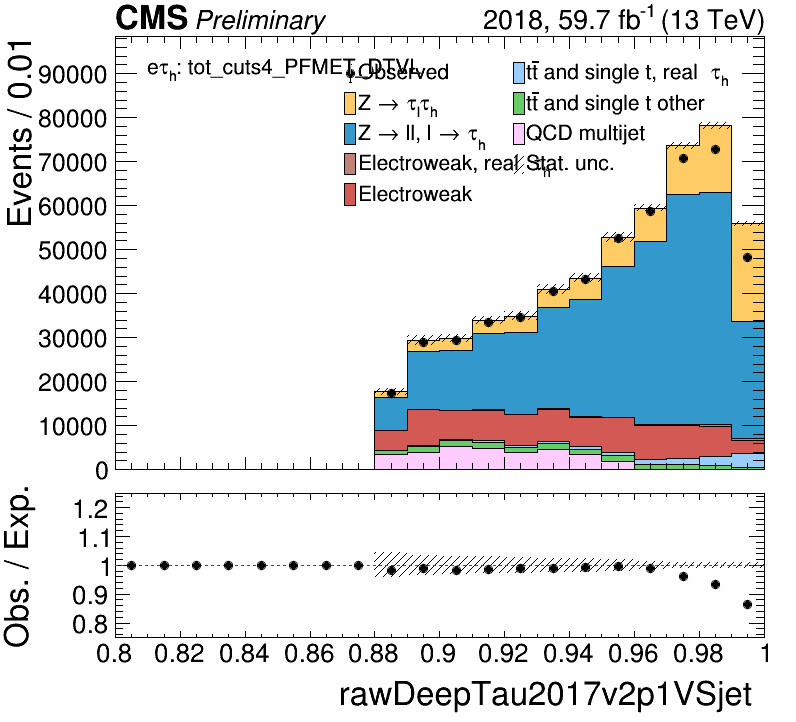 CMS Preliminary 2018, 59.7 fb⁻¹ (13 TeV)
Events / 0.01
90000
80000
70000
60000
50000
40000
30000
20000
10000
0
eτh: tot_cuts4_PFMET_DTVL
Observed
Z → τlτh
Z → ll, l → τh
Electroweak, real τh
Electroweak
tt̄ and single t, real τh
tt̄ and single t other
QCD multijet
Stat. unc.
Obs. / Exp.
1.2
1.1
1
0.9
0.8
0.8 0.82 0.84 0.86 0.88 0.9 0.92 0.94 0.96 0.98 1
rawDeepTau2017v2p1VSjet